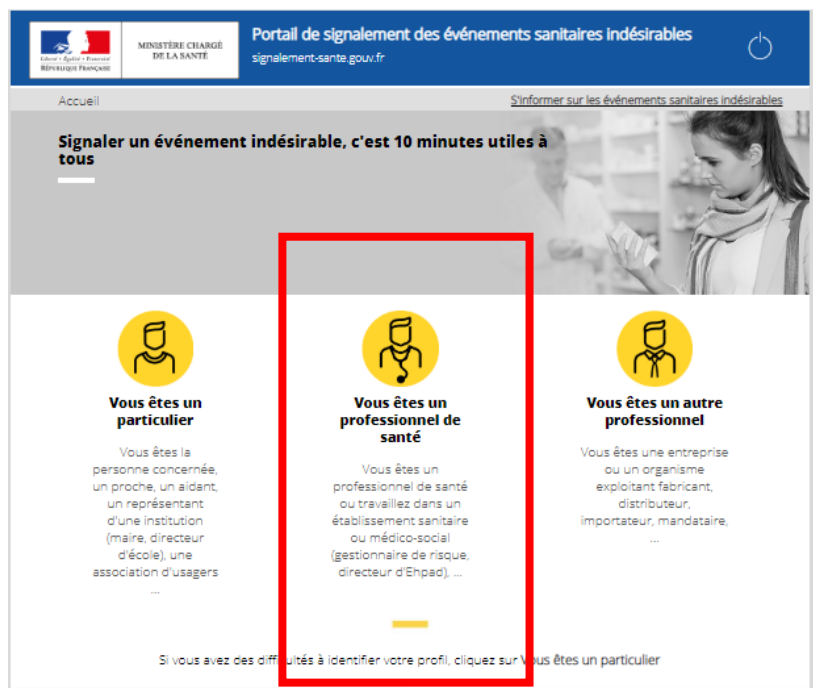 Liberté • Égalité • Fraternité
RÉPUBLIQUE FRANÇAISE
MINISTÈRE CHARGÉ
DE LA SANTÉ
Portail de signalement des événements sanitaires indésirables
signalement-sante.gouv.fr
Accueil
S'informer sur les événements sanitaires indésirables
Signaler un événement indésirable, c'est 10 minutes utiles à
tous
Vous êtes un
particulier
Vous êtes la
personne concernée,
un proche, un aidant,
un représentant
d'une institution
(maire, directeur
d'école), une
association d'usagers
...
Vous êtes un
professionnel de
santé
Vous êtes un
professionnel de santé
ou travaillez dans un
établissement sanitaire
ou médico-social
(gestionnaire de risque,
directeur d'Ehpad), ...
Vous êtes un autre
professionnel
Vous êtes une entreprise
ou un organisme
exploitant fabricant,
distributeur,
importateur, mandataire,
...
Si vous avez des difficultés à identifier votre profil, cliquez sur Vous êtes un particulier